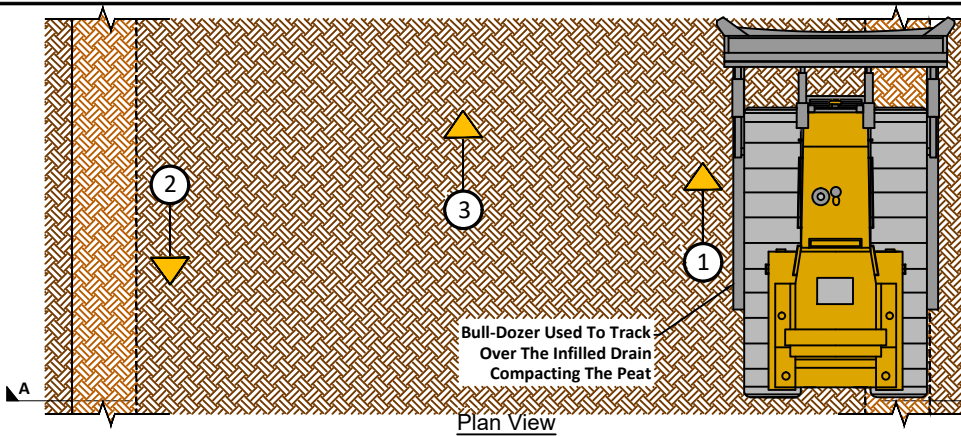 2
3
1
Bull-Dozer Used To Track
Over The Infilled Drain
Compacting The Peat
A
Plan View